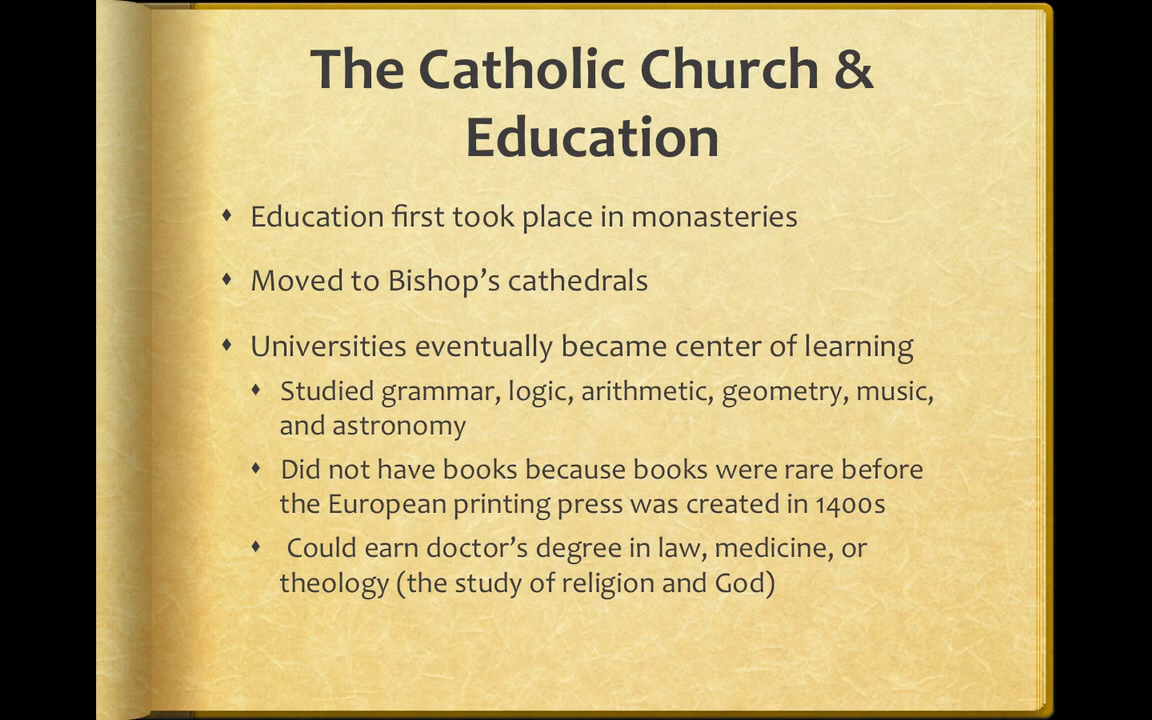 The Catholic Church &
Education
♦ Education first took place in monasteries
♦ Moved to Bishop’s cathedrals
♦ Universities eventually became center of learning
♦ Studied grammar, logic, arithmetic, geometry, music,
and astronomy
♦ Did not have books because books were rare before
the European printing press was created in 1400s
♦ Could earn doctor’s degree in law, medicine, or
theology (the study of religion and God)